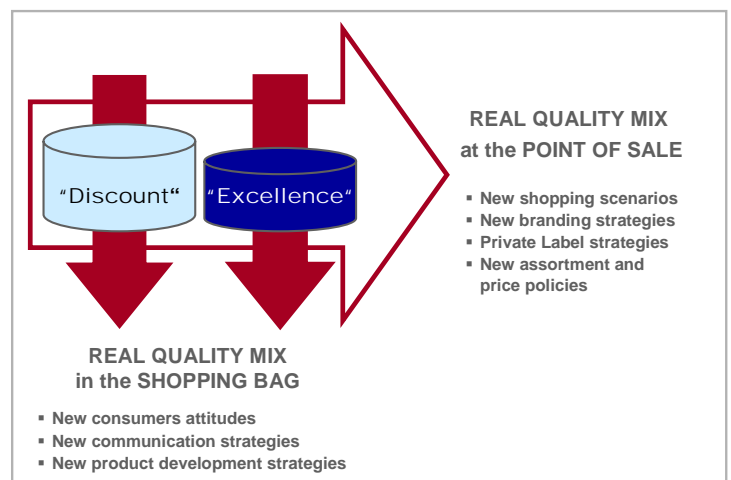 "Discount“
"Excellence“
REAL QUALITY MIX
at the POINT OF SALE
▪ New shopping scenarios
▪ New branding strategies
▪ Private Label strategies
▪ New assortment and
price policies
REAL QUALITY MIX
in the SHOPPING BAG
▪ New consumers attitudes
▪ New communication strategies
▪ New product development strategies